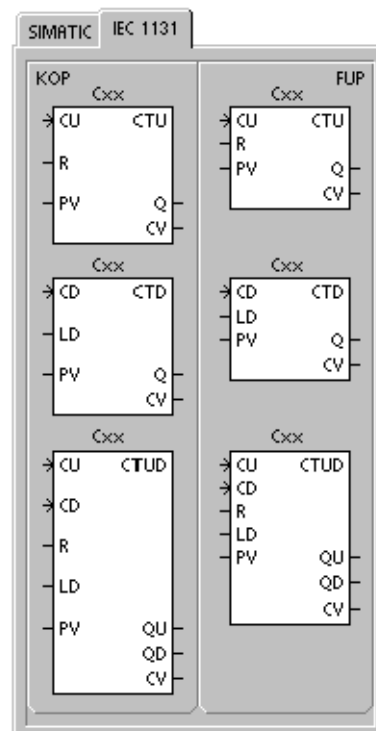 SIMATIC IEC 1131
KOP
Cxx
CU CTU
R
PV Q
CV
Cxx
CD CTD
LD
PV Q
CV
Cxx
CU CTUD
CD
R
LD
PV QU
QD
CV
FUP
Cxx
CU CTU
R
PV Q
CV
Cxx
CD CTD
LD
PV Q
CV
Cxx
CU CTUD
CD
R
LD
PV QU
QD
CV